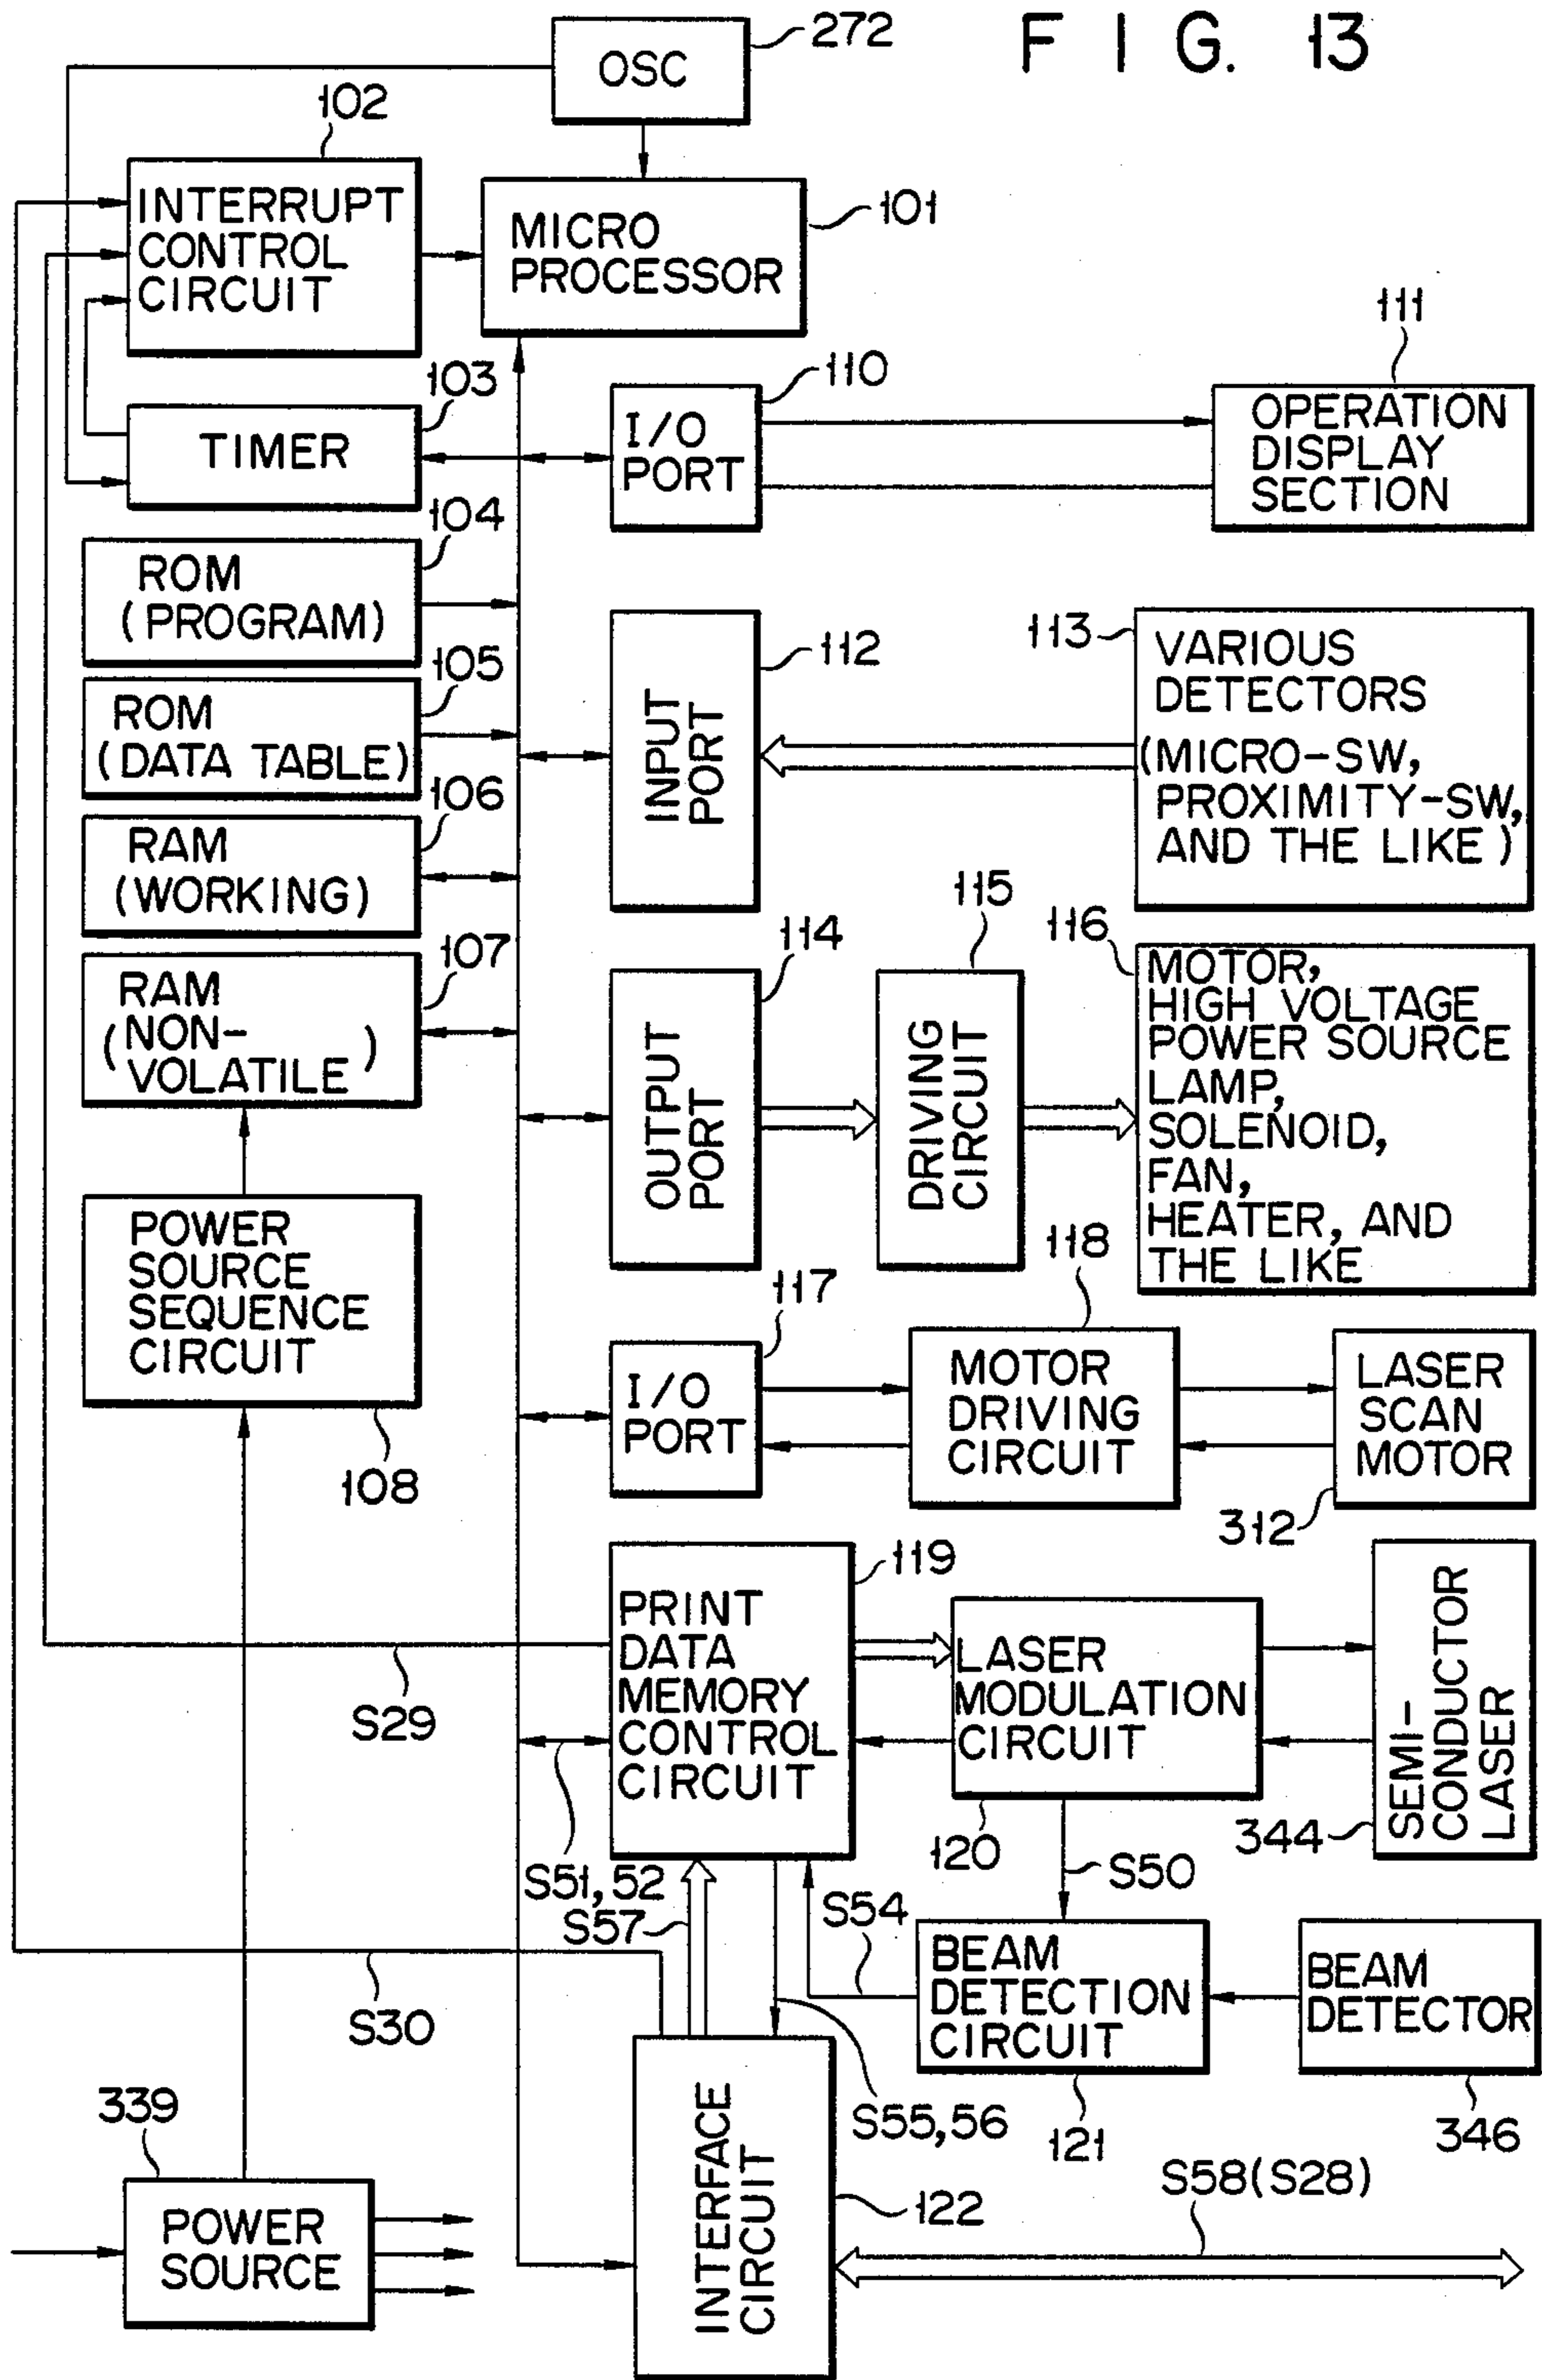 F I G. 13
272
OSC
102
INTERRUPT
CONTROL
CIRCUIT
101
MICRO
PROCESSOR
103
TIMER
110
I/O
PORT
111
OPERATION
DISPLAY
SECTION
104
ROM
(PROGRAM)
105
ROM
(DATA TABLE)
106
RAM
(WORKING)
107
RAM
(NON-
VOLATILE)
112
INPUT
PORT
113
VARIOUS
DETECTORS
(MICRO-SW,
PROXIMITY-SW,
AND THE LIKE)
114
OUTPUT
PORT
115
DRIVING
CIRCUIT
116
MOTOR,
HIGH VOLTAGE
POWER SOURCE
LAMP,
SOLENOID,
FAN,
HEATER, AND
THE LIKE
POWER
SOURCE
SEQUENCE
CIRCUIT
108
117
I/O
PORT
118
MOTOR
DRIVING
CIRCUIT
LASER
SCAN
MOTOR
312
119
PRINT
DATA
MEMORY
CONTROL
CIRCUIT
S29
S51,52
LASER
MODULATION
CIRCUIT
120
SEMI-
CONDUCTOR
LASER
344
S50
S57
S54
S30
BEAM
DETECTION
CIRCUIT
121
BEAM
DETECTOR
346
S55,56
339
POWER
SOURCE
INTERFACE
CIRCUIT
122
S58(S28)